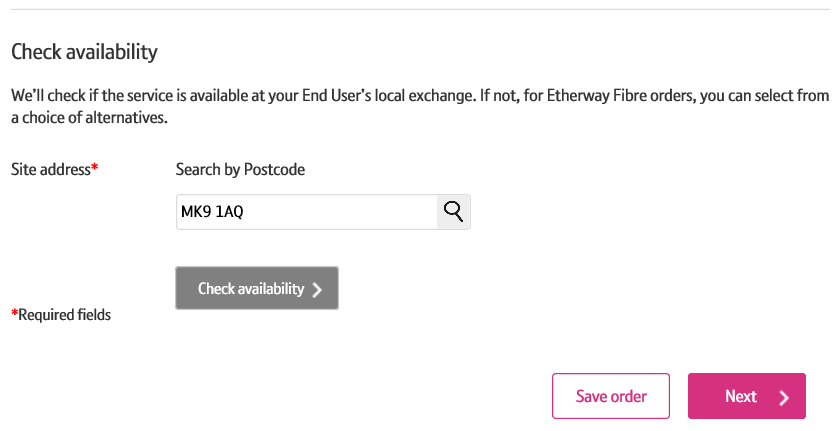 Check availability
We'll check if the service is available at your End User's local exchange. If not, for Etherway Fibre orders, you can select from
a choice of alternatives.
Site address*
Search by Postcode
MK9 1AQ
Check availability
*Required fields
Save order
Next